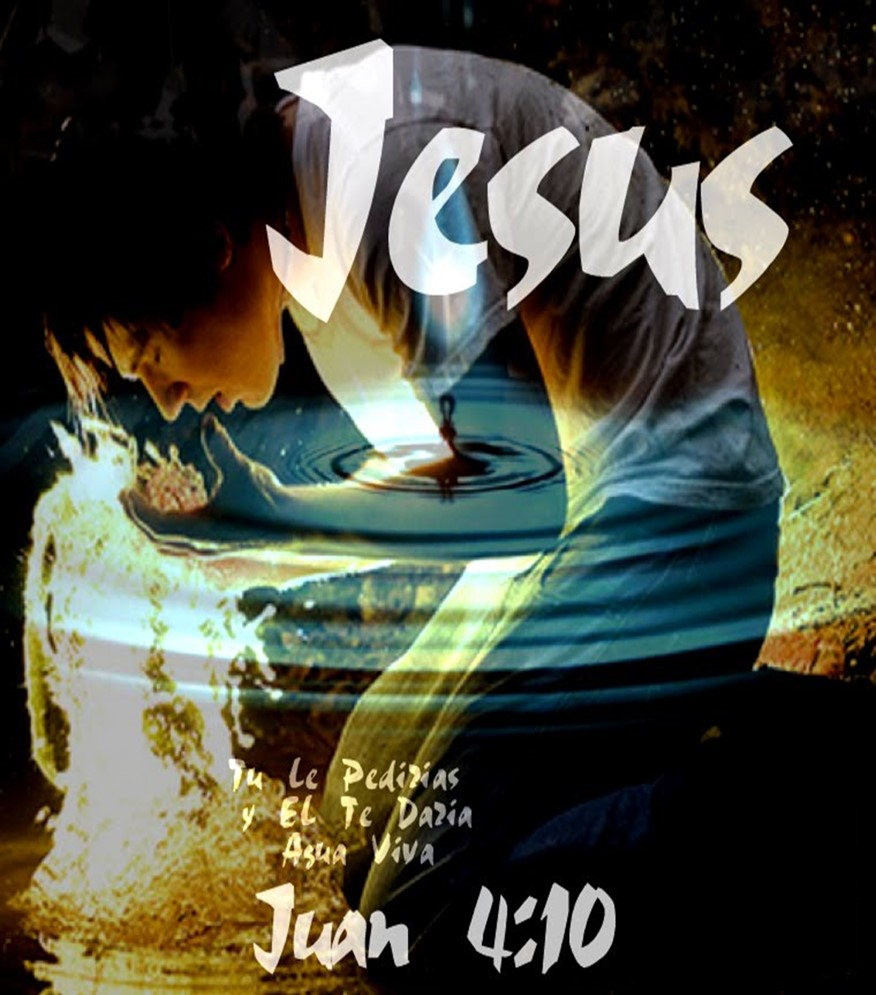 Jesus
Tu Le Pedirias
y EL Te Daria
Agua Viva
Juan 4:10